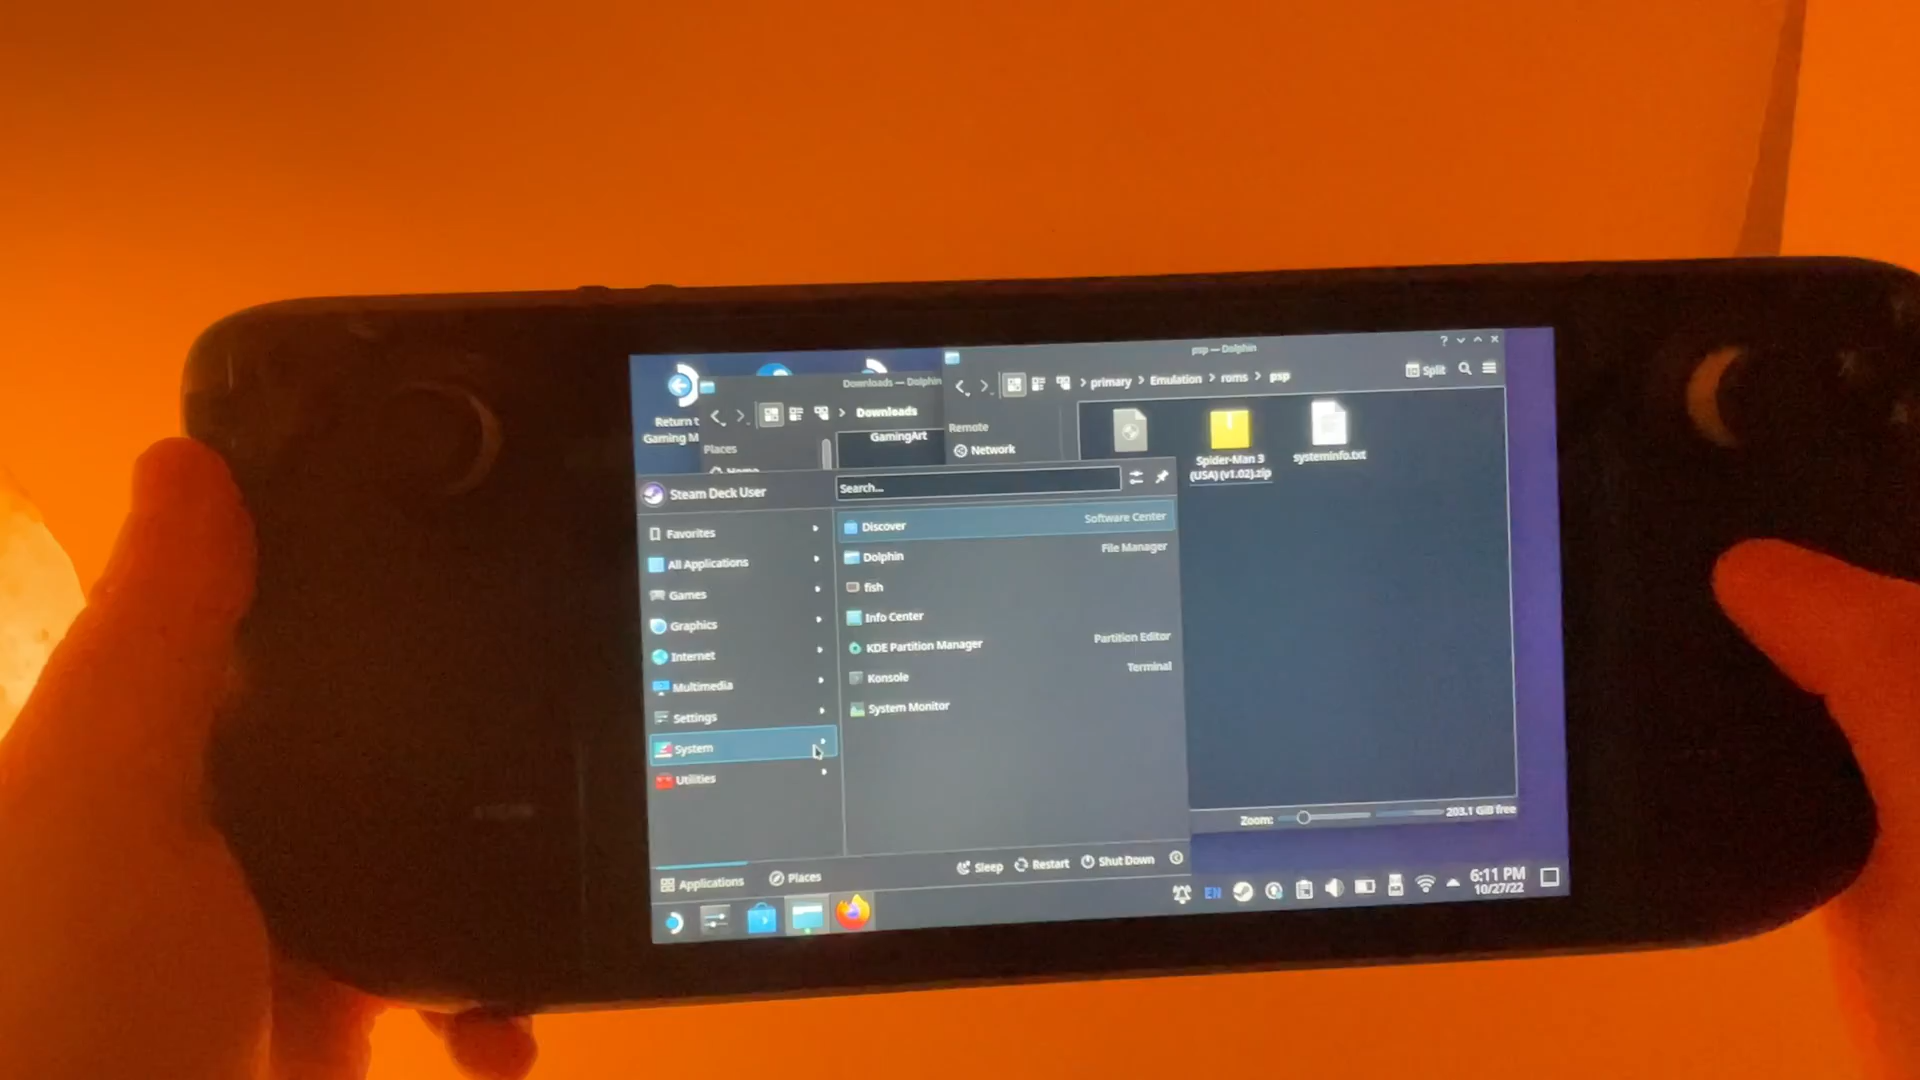 psp — Dolphin
Return t
Gaming M
Downloads — Dolphin
Downloads
GamingArt
Places
Home
primary
Emulation
roms
psp
Split
Remote
Network
Spider-Man 3
(USA) (v1.02).zip
systeminfo.txt
Steam Deck User
Search...
Favorites
All Applications
Games
Graphics
Internet
Multimedia
Settings
System
Utilities
Discover
Software Center
Dolphin
File Manager
fish
Info Center
KDE Partition Manager
Partition Editor
Konsole
Terminal
System Monitor
Zoom:
203.1 GiB free
Applications
Places
Sleep
Restart
Shut Down
EN
6:11 PM
10/27/22